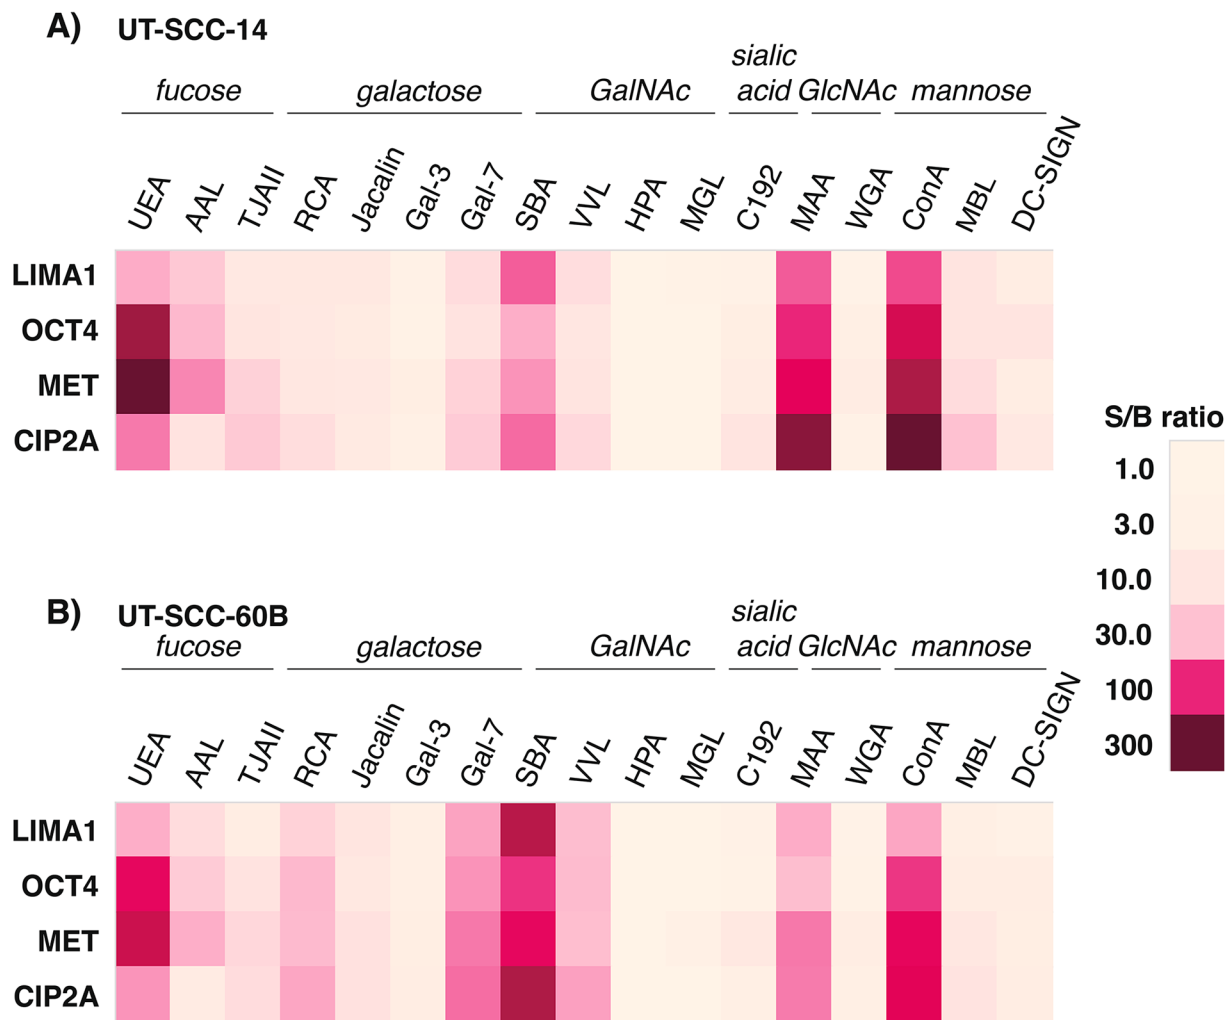 A) UT-SCC-14
sialic
fucose galactose GalNAc acid GlcNAc mannose
UEA AAL TJAII RCA Jacalin Gal-3 Gal-7 SBA VVL HPA MGL C192 MAA WGA ConA MBL DC-SIGN
LIMA1
OCT4
MET
CIP2A
S/B ratio
1.0
3.0
10.0
30.0
100
300
B) UT-SCC-60B
sialic
fucose galactose GalNAc acid GlcNAc mannose
UEA AAL TJAII RCA Jacalin Gal-3 Gal-7 SBA VVL HPA MGL C192 MAA WGA ConA MBL DC-SIGN
LIMA1
OCT4
MET
CIP2A